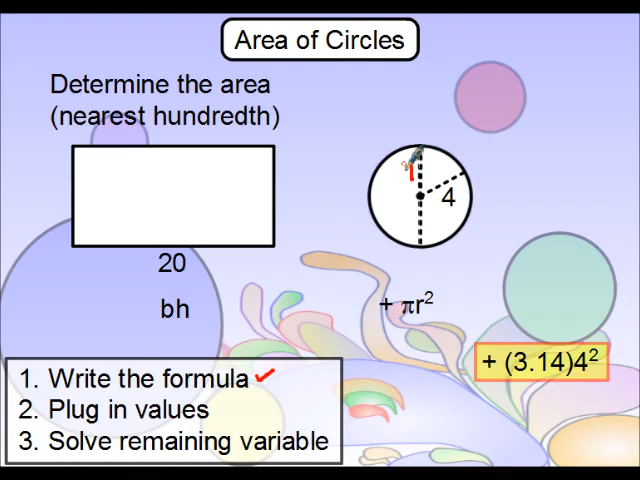 Area of Circles
Determine the area
(nearest hundredth)
4
20
bh
+ πr²
+ (3.14)4²
1. Write the formula ✓
2. Plug in values
3. Solve remaining variable